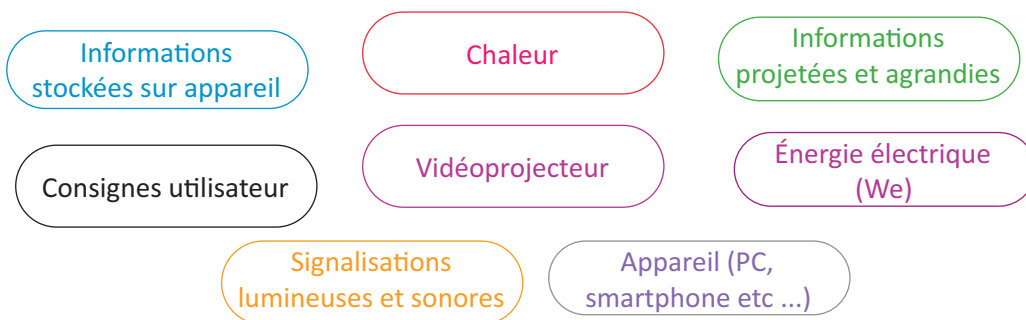 Informations
stockées sur appareil
Chaleur
Informations
projetées et agrandies
Consignes utilisateur
Vidéoprojecteur
Énergie électrique
(We)
Signalisations
lumineuses et sonores
Appareil (PC,
smartphone etc ...)